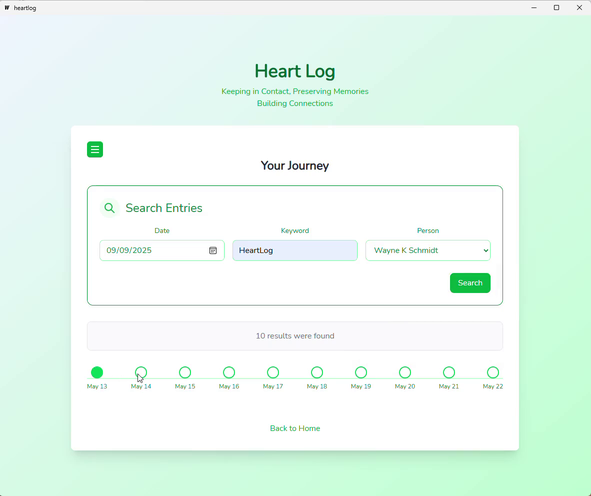 heartlog
Heart Log
Keeping in Contact, Preserving Memories
Building Connections
Your Journey
Search Entries
Date Keyword Person
09/09/2025 HeartLog Wayne K Schmidt
Search
10 results were found
May 13 May 14 May 15 May 16 May 17 May 18 May 19 May 20 May 21 May 22
Back to Home